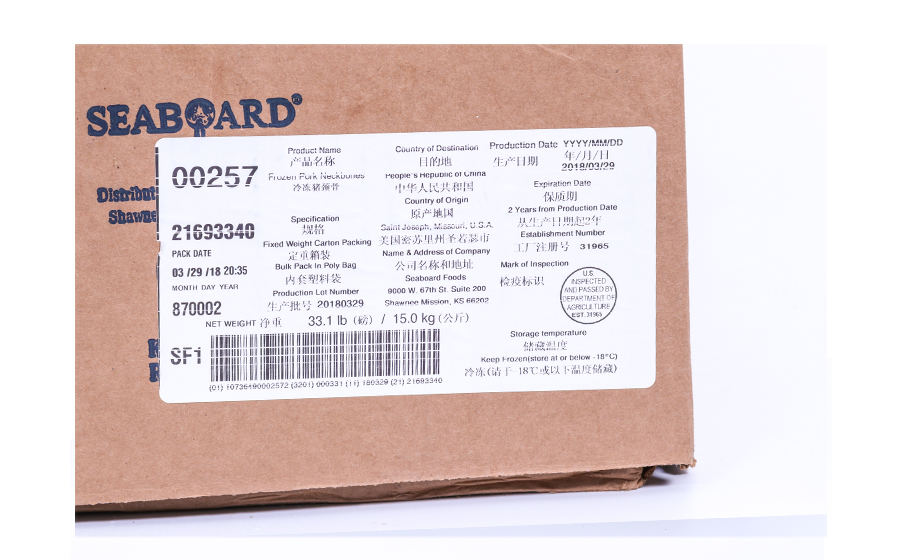 SEABOARD®
Distribut
Shawne
00257
21693340
PACK DATE
03 /29 /18 20:35
MONTH DAY YEAR
870002
Product Name
产品名称
Frozen Pork Neckbones
冷冻猪颈骨
Specification
规格
Fixed Weight Carton Packing
定重箱装
Bulk Pack In Poly Bag
内套塑料袋
Production Lot Number
生产批号 20180329
NET WEIGHT 净重 33.1 lb (磅) / 15.0 kg (公斤)
SF1
(01) 10736490002572 (3201) 000331 (11) 180329 (21) 21693340
Country of Destination
目的地
People's Republic of China
中华人民共和国
Country of Origin
原产地国
Saint Joseph, Missouri, U.S.A.
美国密苏里州圣若瑟市
Name & Address of Company
公司名称和地址
Seaboard Foods
9000 W. 67th St. Suite 200
Shawnee Mission, KS 66202
Production Date YYYY/MM/DD
生产日期 年/月/日
2018/03/29
Expiration Date
保质期
2 Years from Production Date
从生产日期起2年
Establishment Number
工厂注册号 31965
Mark of Inspection
检疫标识
U.S.
INSPECTED
AND PASSED BY
DEPARTMENT OF
AGRICULTURE
EST. 31965
Storage temperature
储藏温度
Keep Frozen(store at or below -18°C)
冷冻(请于-18℃或以下温度储藏)